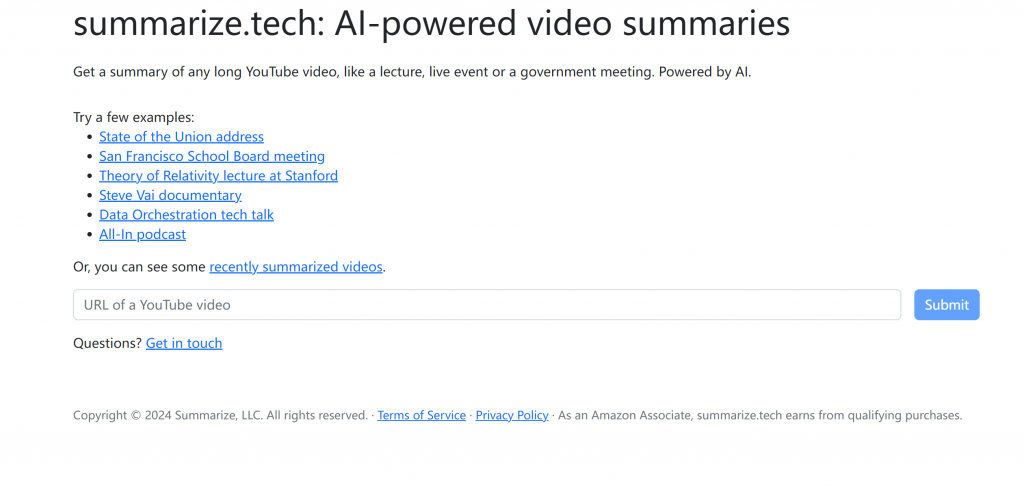 summarize.tech: AI-powered video summaries
Get a summary of any long YouTube video, like a lecture, live event or a government meeting. Powered by AI.
Try a few examples:
• State of the Union address
• San Francisco School Board meeting
• Theory of Relativity lecture at Stanford
• Steve Vai documentary
• Data Orchestration tech talk
• All-In podcast
Or, you can see some recently summarized videos.
URL of a YouTube video Submit
Questions? Get in touch
Copyright © 2024 Summarize, LLC. All rights reserved. · Terms of Service · Privacy Policy · As an Amazon Associate, summarize.tech earns from qualifying purchases.